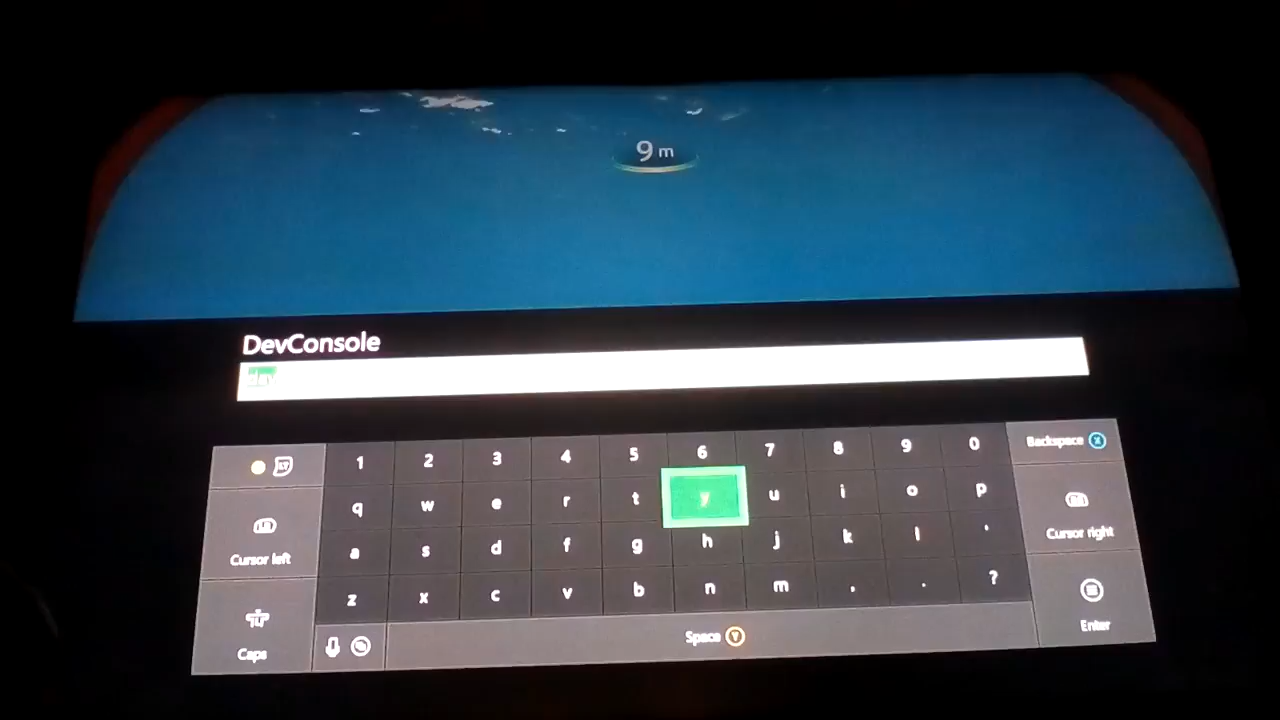 9 m
DevConsole
day
1 2 3 4 5 6 7 8 9 0 Backspace X
q w e r t y u i o p
a s d f g h j k l '
Cursor left
Cursor right
z x c v b n m , . ?
Caps
Space Y
Enter